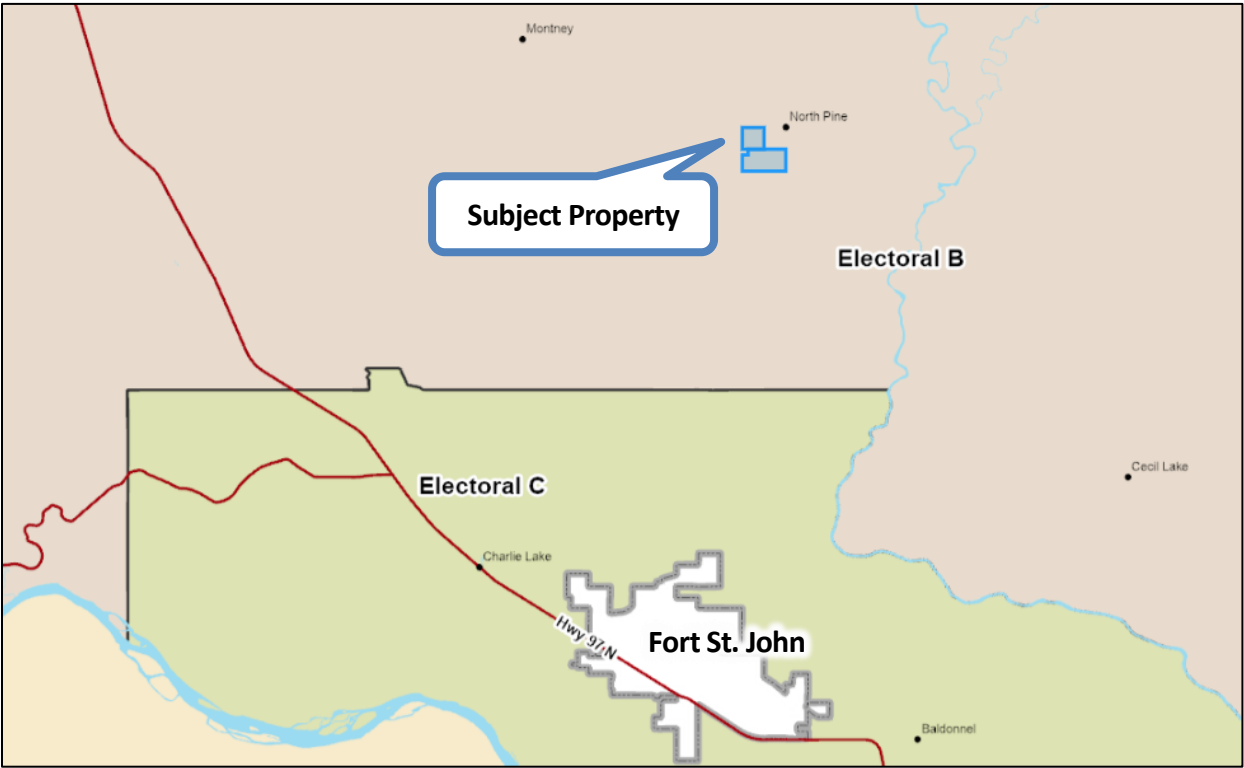 Montney
North Pine
Subject Property
Electoral B
Cecil Lake
Electoral C
Charlie Lake
Hwy 97 N
Fort St. John
Baldonnel